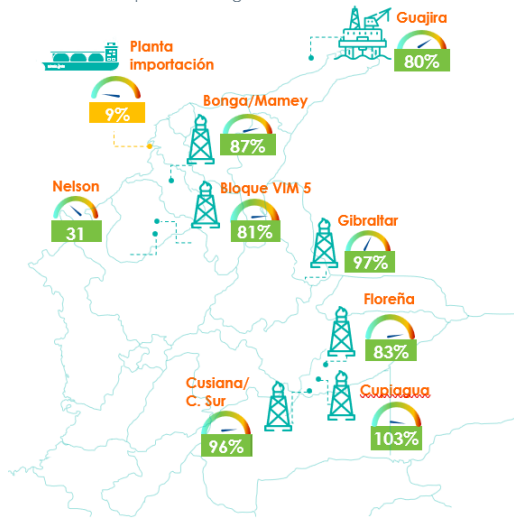 Guajira
80%
Planta
importación
9%
Bonga/Mamey
87%
Nelson
31
Bloque VIM 5
81%
Gibraltar
97%
Floreña
83%
Cusiana/
C. Sur
96%
Cupiagua
103%